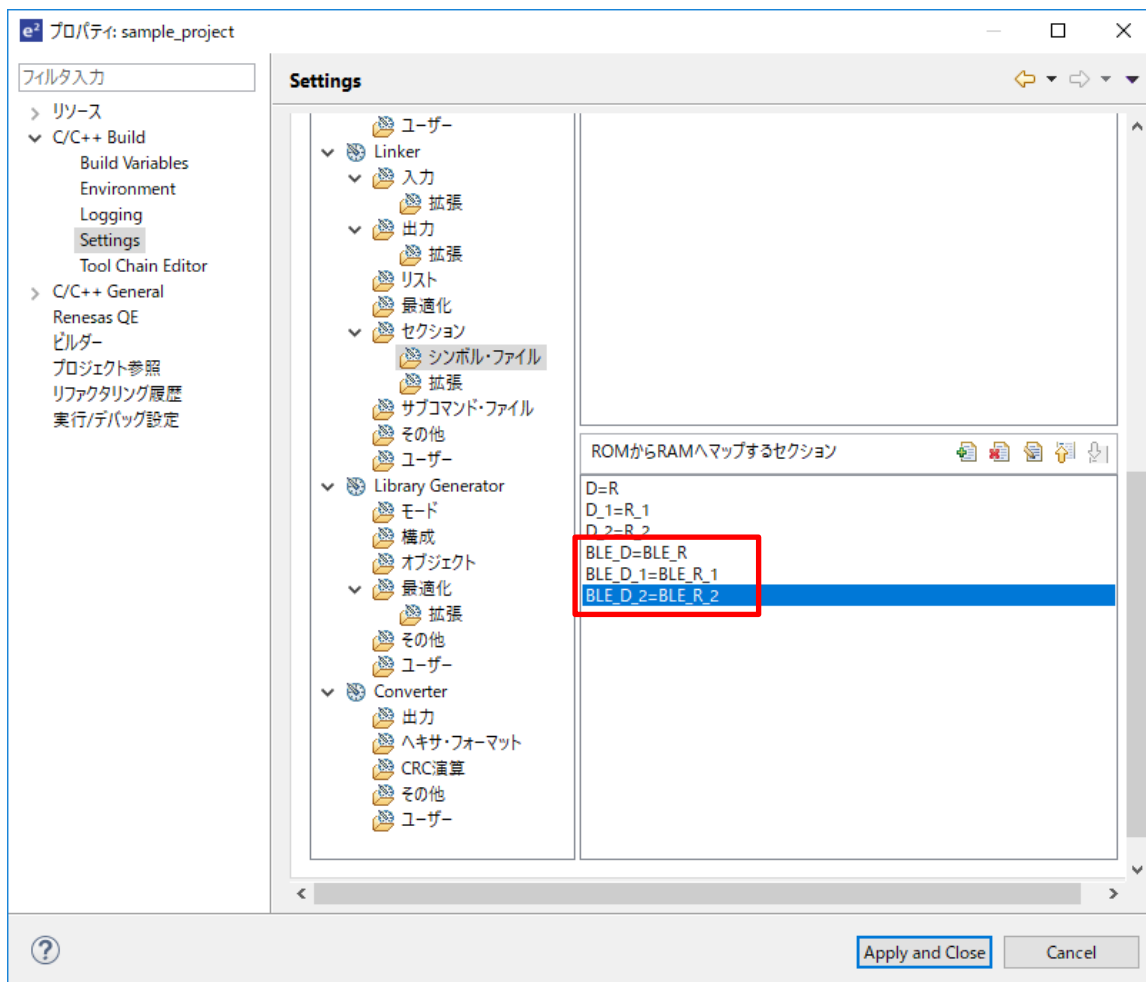 e² プロパティ: sample_project
フィルタ入力
リソース
C/C++ Build
Build Variables
Environment
Logging
Settings
Tool Chain Editor
C/C++ General
Renesas QE
ビルダー
プロジェクト参照
リファクタリング履歴
実行/デバッグ設定
Settings
ユーザー
Linker
入力
拡張
出力
拡張
リスト
最適化
セクション
シンボル・ファイル
拡張
サブコマンド・ファイル
その他
ユーザー
Library Generator
モード
構成
オブジェクト
最適化
拡張
その他
ユーザー
Converter
出力
ヘキサ・フォーマット
CRC演算
その他
ユーザー
ROMからRAMへマップするセクション
D=R
D_1=R_1
D_2=R_2
BLE_D=BLE_R
BLE_D_1=BLE_R_1
BLE_D_2=BLE_R_2
?
Apply and Close
Cancel